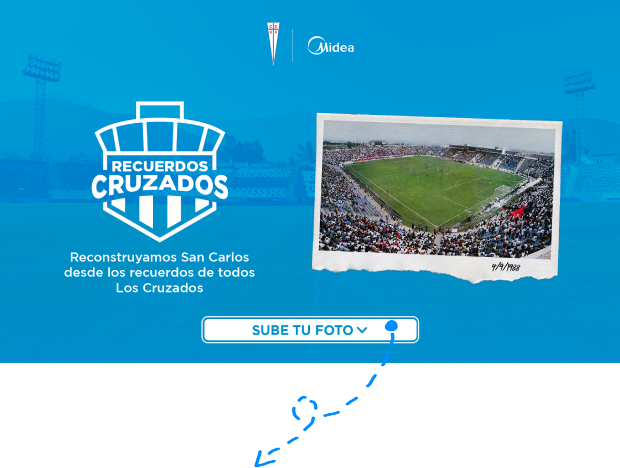 Midea
RECUERDOS
CRUZADOS
Reconstruyamos San Carlos
desde los recuerdos de todos
Los Cruzados
4/9/1988
SUBE TU FOTO